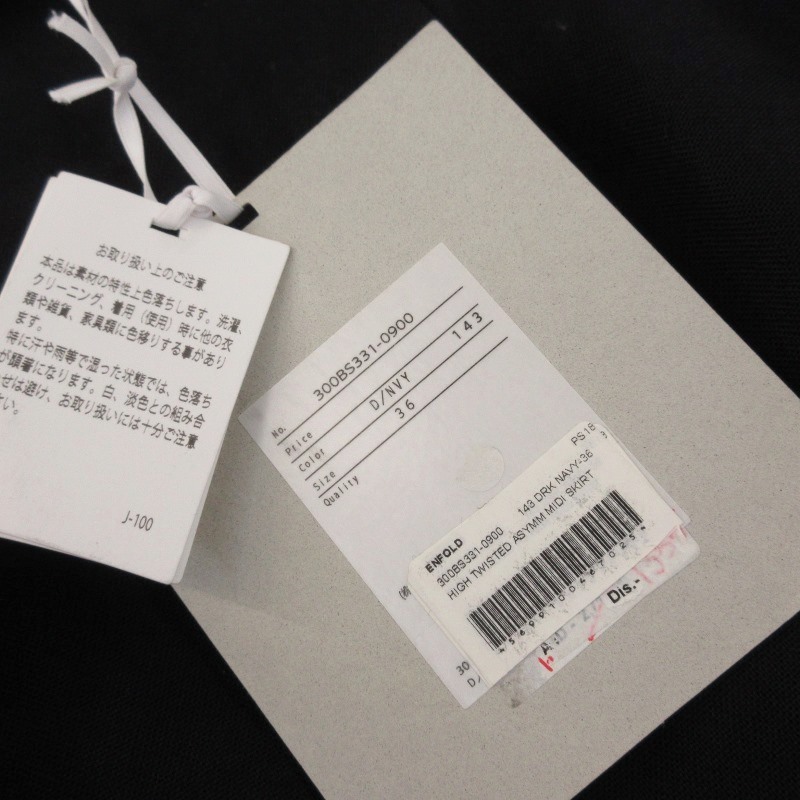 お取り扱い上のご注意
本品は素材の特性上色落ちします。洗濯、
クリーニング、着用（使用）時に他の衣
類や雑貨、家具類に色移りする事があり
ます。
特に汗や雨等で湿った状態では、色落ち
が顕著になります。白、淡色との組み合
せは避け、お取り扱いには十分ご注意
さい。
J-100
No. 300BS331-0900
Price
Color D/NVY 143
Size 36
Quality
PS18
ENFOLD
300BS331-0900 143 DRK NAVY-36
HIGH TWISTED ASYMM MIDI SKIRT
Dis.-
30
D/